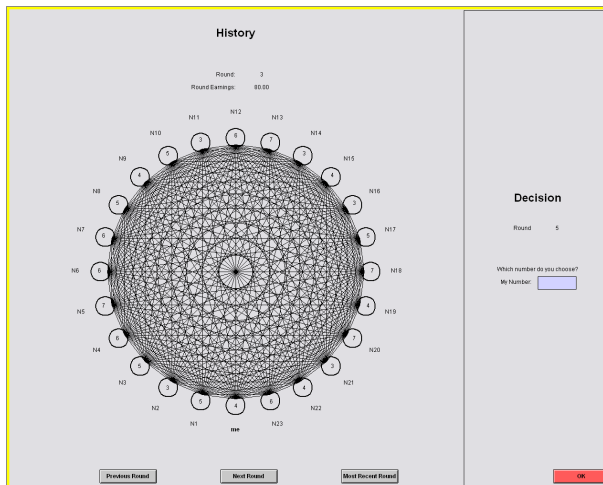 History
Round: 3
Round Earnings: 80.00
N12
N11
N13
N10
N14
N9
N15
N8
N16
N7
N17
N6
N18
N5
N19
N4
N20
N3
N21
N2
N22
N1
me
N23
6
3
7
5
3
4
4
5
3
6
5
6
7
7
4
6
7
5
3
3
4
5
4
6
Previous Round
Next Round
Most Recent Round
Decision
Round 5
Which number do you choose?
My Number:
OK